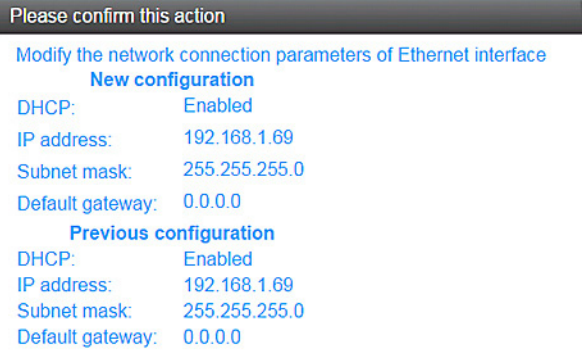 Please confirm this action
Modify the network connection parameters of Ethernet interface
New configuration
DHCP: Enabled
IP address: 192.168.1.69
Subnet mask: 255.255.255.0
Default gateway: 0.0.0.0
Previous configuration
DHCP: Enabled
IP address: 192.168.1.69
Subnet mask: 255.255.255.0
Default gateway: 0.0.0.0